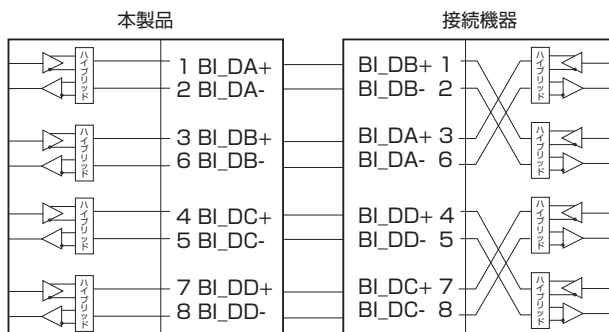 本製品 接続機器
ハイブリッド 1 BI_DA+ BI_DB+ 1 ハイブリッド
2 BI_DA- BI_DB- 2
ハイブリッド 3 BI_DB+ BI_DA+ 3 ハイブリッド
6 BI_DB- BI_DA- 6
ハイブリッド 4 BI_DC+ BI_DD+ 4 ハイブリッド
5 BI_DC- BI_DD- 5
ハイブリッド 7 BI_DD+ BI_DC+ 7 ハイブリッド
8 BI_DD- BI_DC- 8